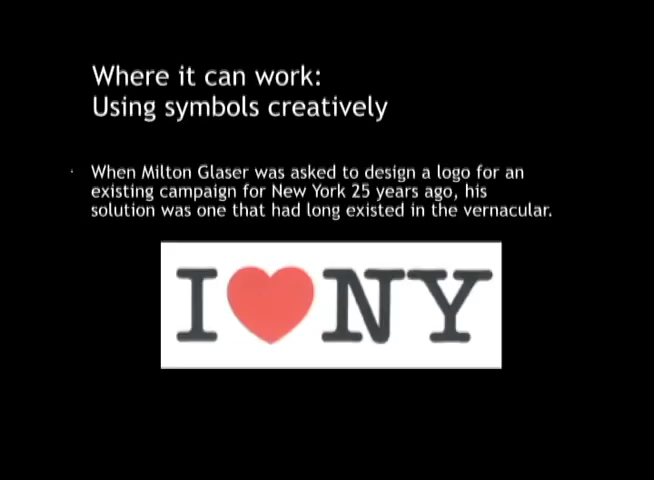 Where it can work:
Using symbols creatively
When Milton Glaser was asked to design a logo for an
existing campaign for New York 25 years ago, his
solution was one that had long existed in the vernacular.
I ❤ NY